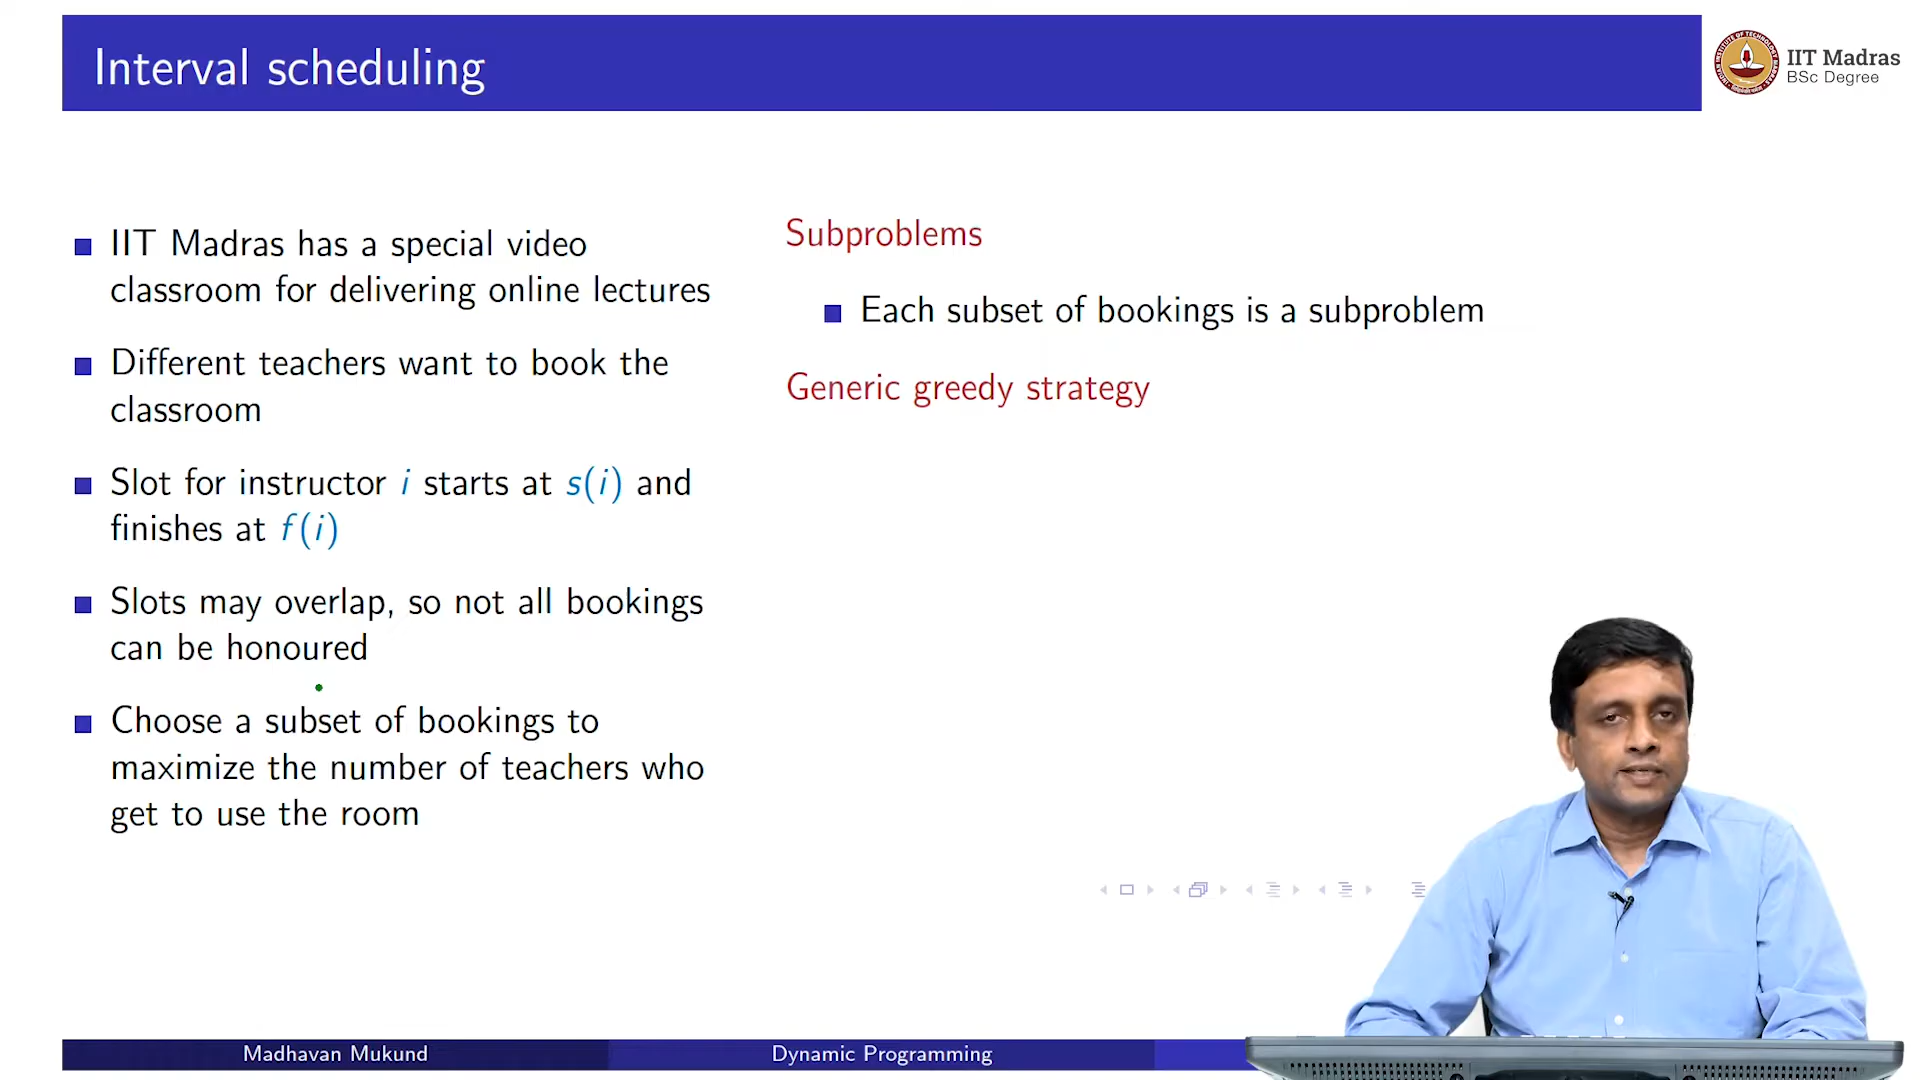 Interval scheduling
IIT Madras
BSc Degree
IIT Madras has a special video
classroom for delivering online lectures
Different teachers want to book the
classroom
Slot for instructor i starts at s(i) and
finishes at f(i)
Slots may overlap, so not all bookings
can be honoured
Choose a subset of bookings to
maximize the number of teachers who
get to use the room
Subproblems
Each subset of bookings is a subproblem
Generic greedy strategy
Madhavan Mukund
Dynamic Programming